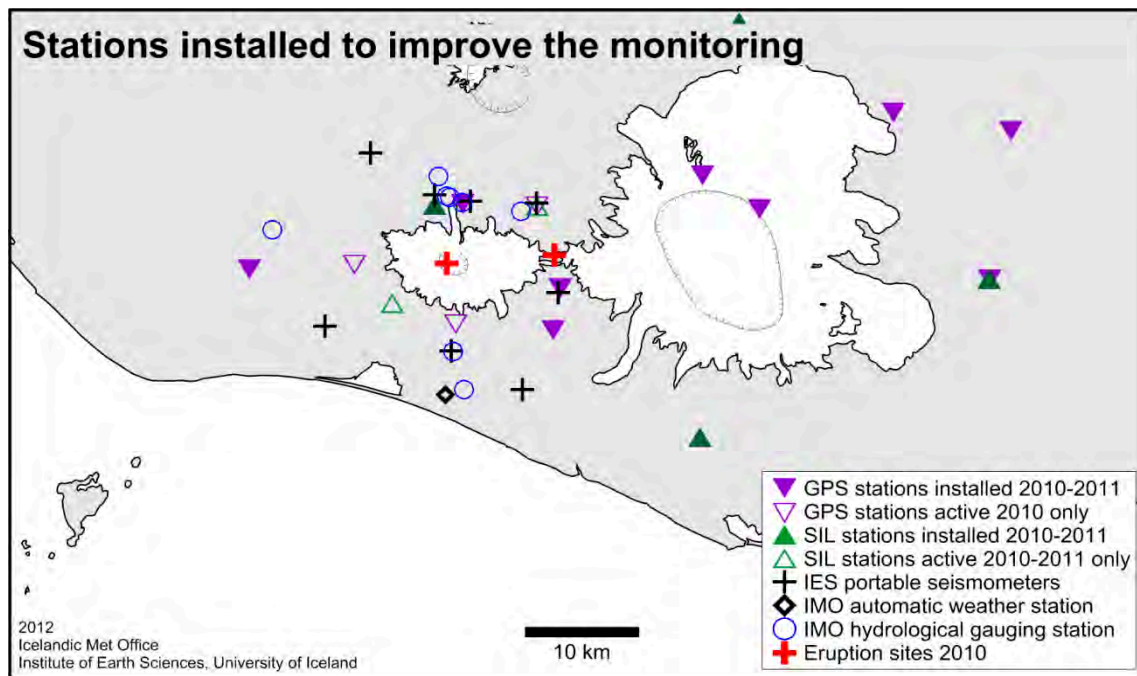 Stations installed to improve the monitoring
GPS stations installed 2010-2011
GPS stations active 2010 only
SIL stations installed 2010-2011
SIL stations active 2010-2011 only
IES portable seismometers
IMO automatic weather station
IMO hydrological gauging station
Eruption sites 2010
10 km
2012
Icelandic Met Office
Institute of Earth Sciences, University of Iceland